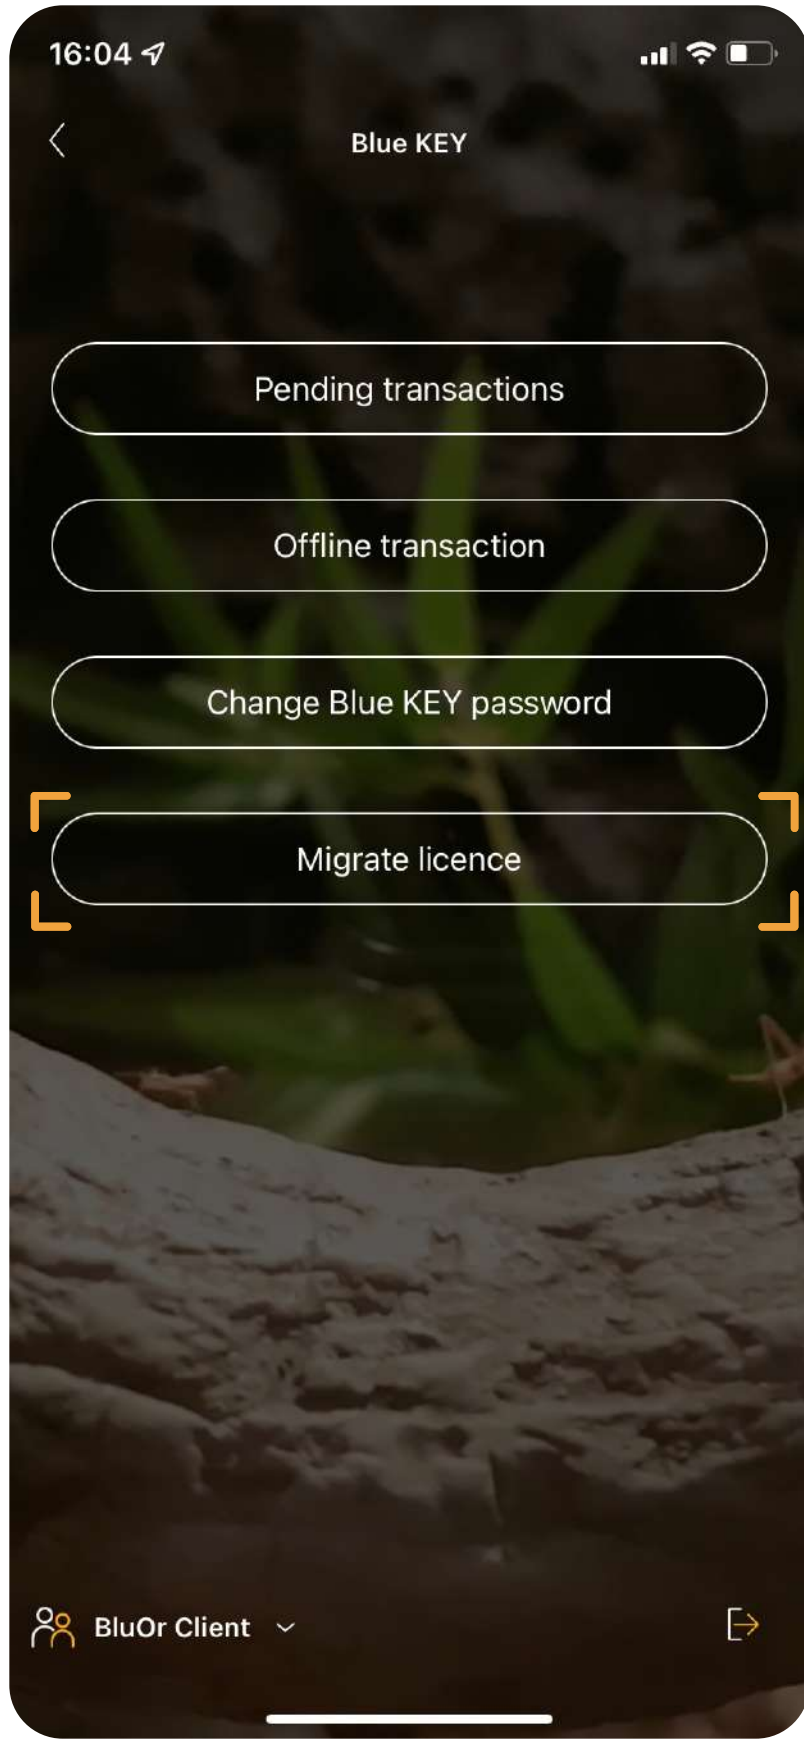 16:04
Blue KEY
Pending transactions
Offline transaction
Change Blue KEY password
Migrate licence
BluOr Client